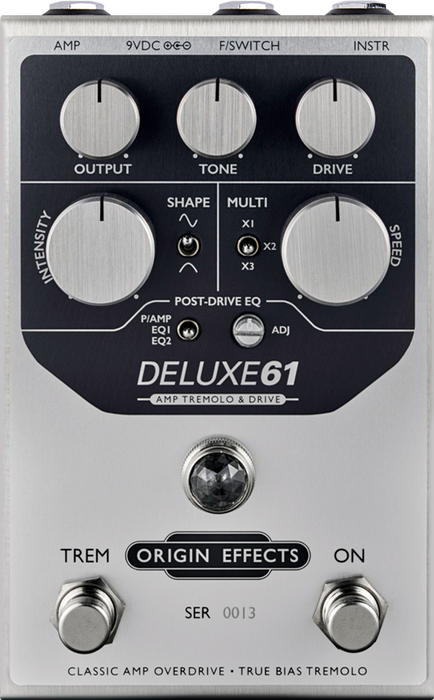 AMP 9VDC F/SWITCH INSTR
OUTPUT TONE DRIVE
INTENSITY
SHAPE
MULTI
X1
X2
X3
SPEED
POST-DRIVE EQ
P/AMP
EQ1
EQ2
ADJ
DELUXE61
AMP TREMOLO & DRIVE
TREM ORIGIN EFFECTS ON
SER 0013
CLASSIC AMP OVERDRIVE • TRUE BIAS TREMOLO